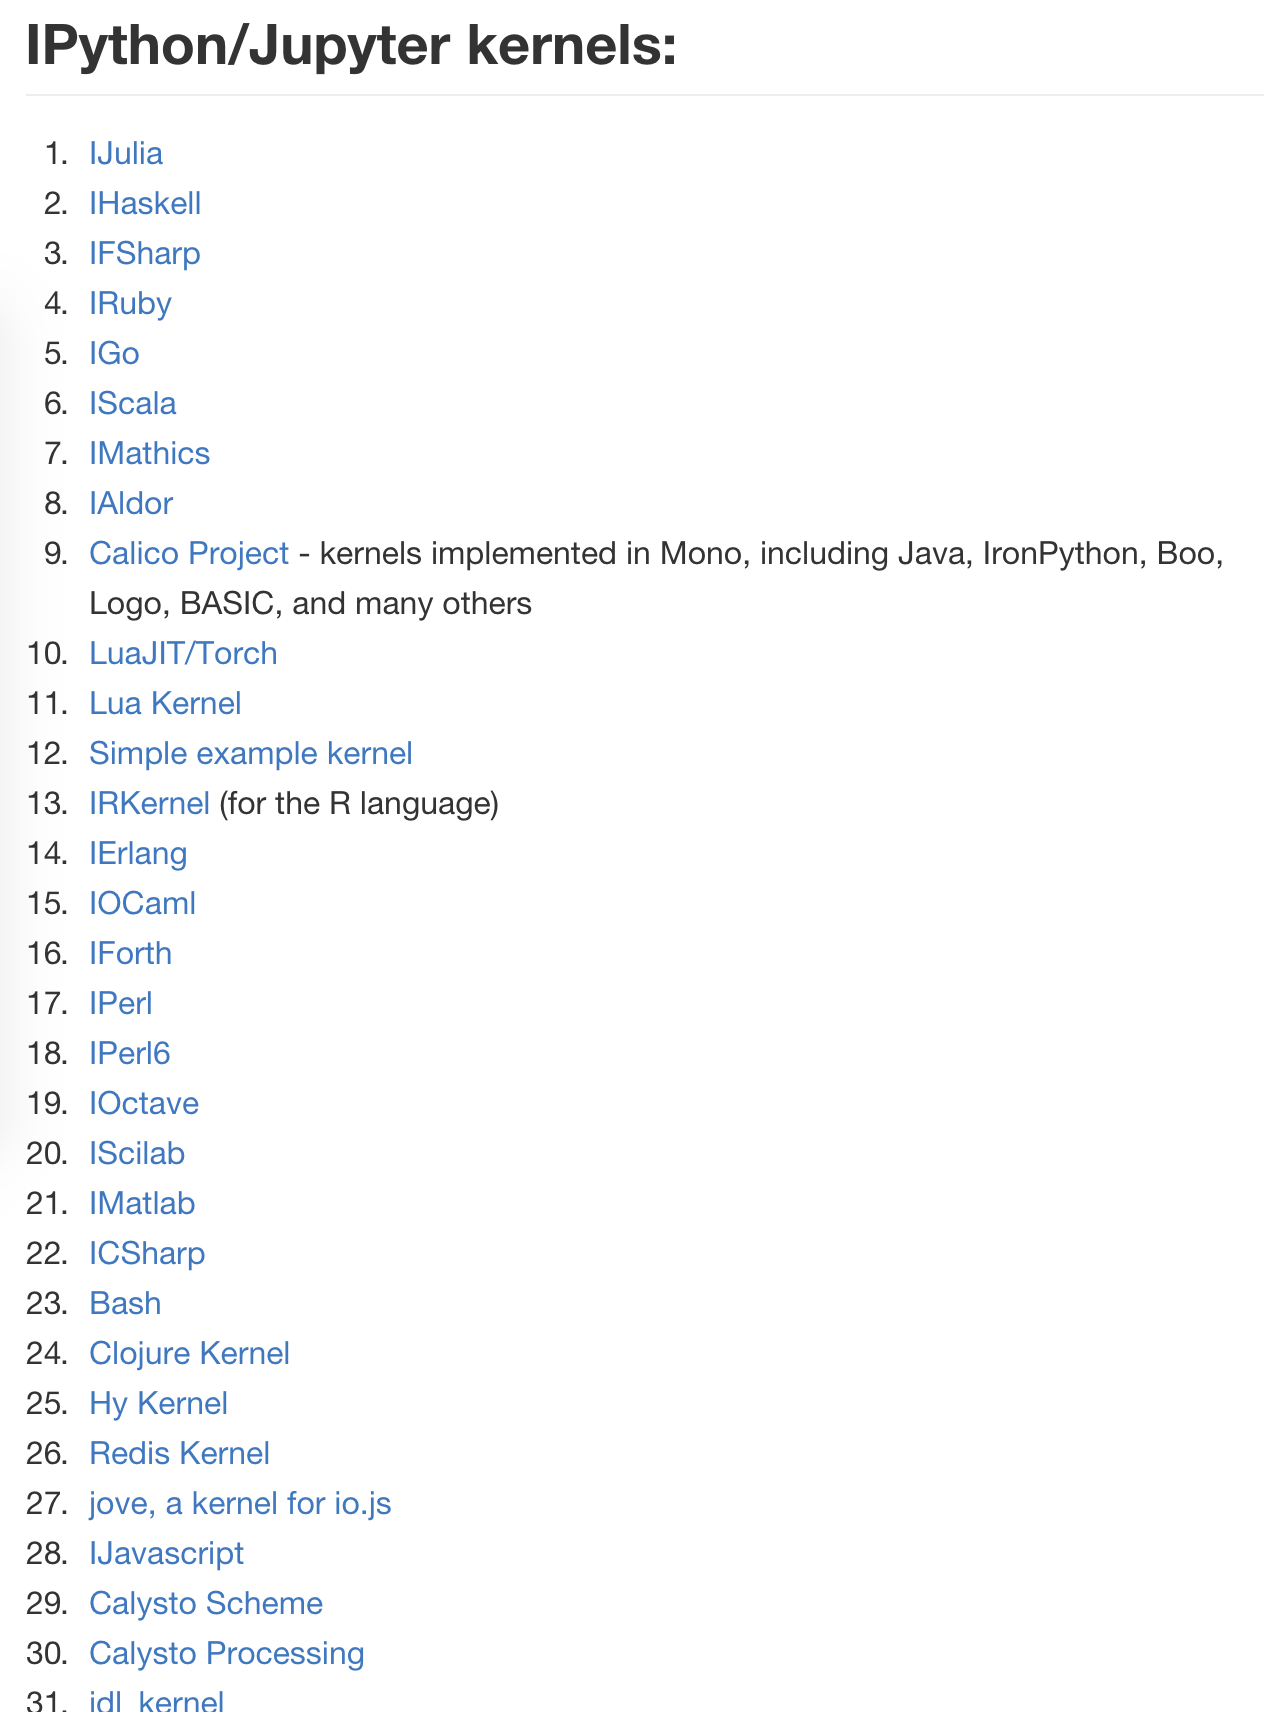 IPython/Jupyter kernels:
1. IJulia
2. IHaskell
3. IFSharp
4. IRuby
5. IGo
6. IScala
7. IMathics
8. IAldor
9. Calico Project - kernels implemented in Mono, including Java, IronPython, Boo,
Logo, BASIC, and many others
10. LuaJIT/Torch
11. Lua Kernel
12. Simple example kernel
13. IRKernel (for the R language)
14. IErlang
15. IOCaml
16. IForth
17. IPerl
18. IPerl6
19. IOctave
20. IScilab
21. IMatlab
22. ICSharp
23. Bash
24. Clojure Kernel
25. Hy Kernel
26. Redis Kernel
27. jove, a kernel for io.js
28. IJavascript
29. Calysto Scheme
30. Calysto Processing
31. idl_kernel